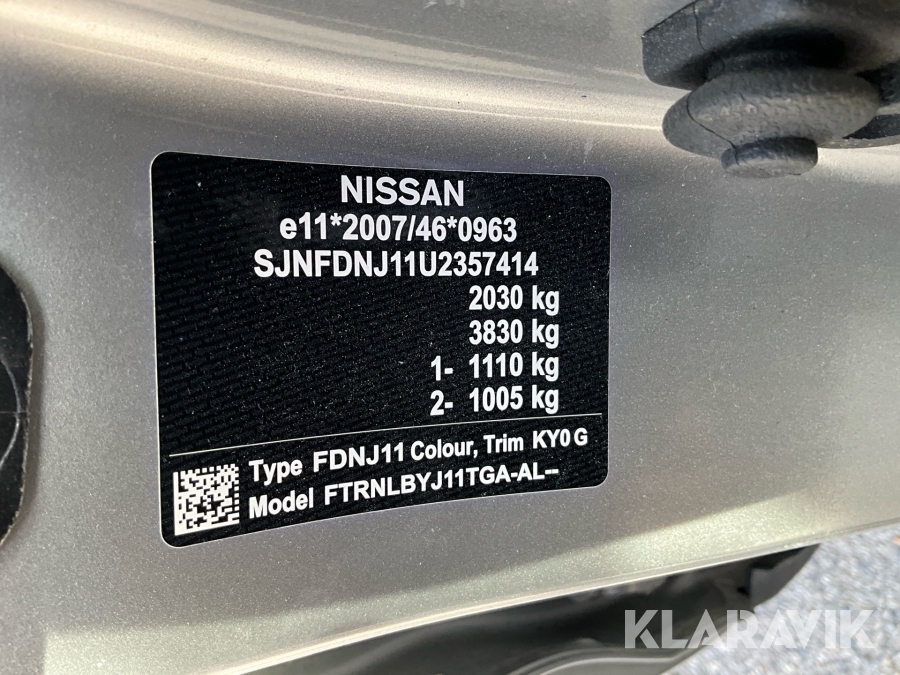 NISSAN
e11*2007/46*0963
SJNFDNJ11U2357414
2030 kg
3830 kg
1- 1110 kg
2- 1005 kg
Type FDNJ11 Colour, Trim KY0 G
Model FTRNLBYJ11TGA-AL--
KLARAVIK